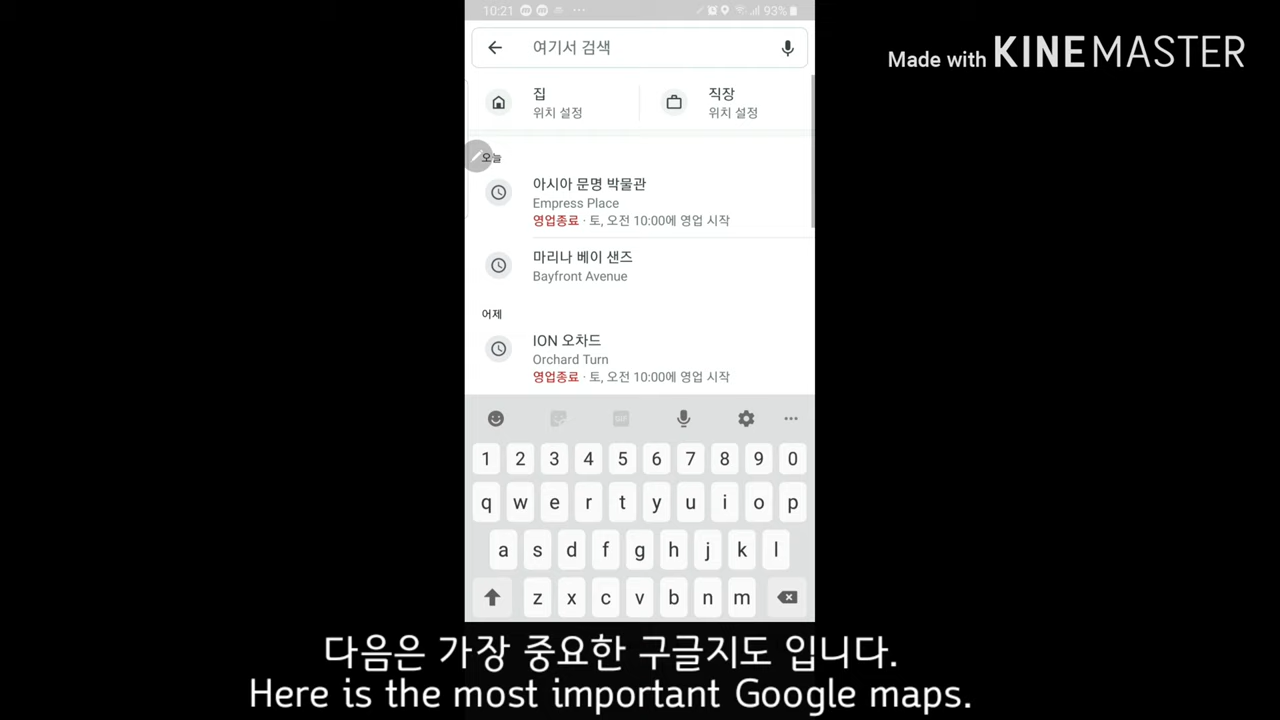 10:21 ... 93%
Made with KINEMASTER
여기서 검색
집
위치 설정
직장
위치 설정
오늘
아시아 문명 박물관
Empress Place
영업종료 · 토, 오전 10:00에 영업 시작
마리나 베이 샌즈
Bayfront Avenue
어제
ION 오차드
Orchard Turn
영업종료 · 토, 오전 10:00에 영업 시작
GIF
1 2 3 4 5 6 7 8 9 0
q w e r t y u i o p
a s d f g h j k l
z x c v b n m
다음은 가장 중요한 구글지도 입니다.
Here is the most important Google maps.